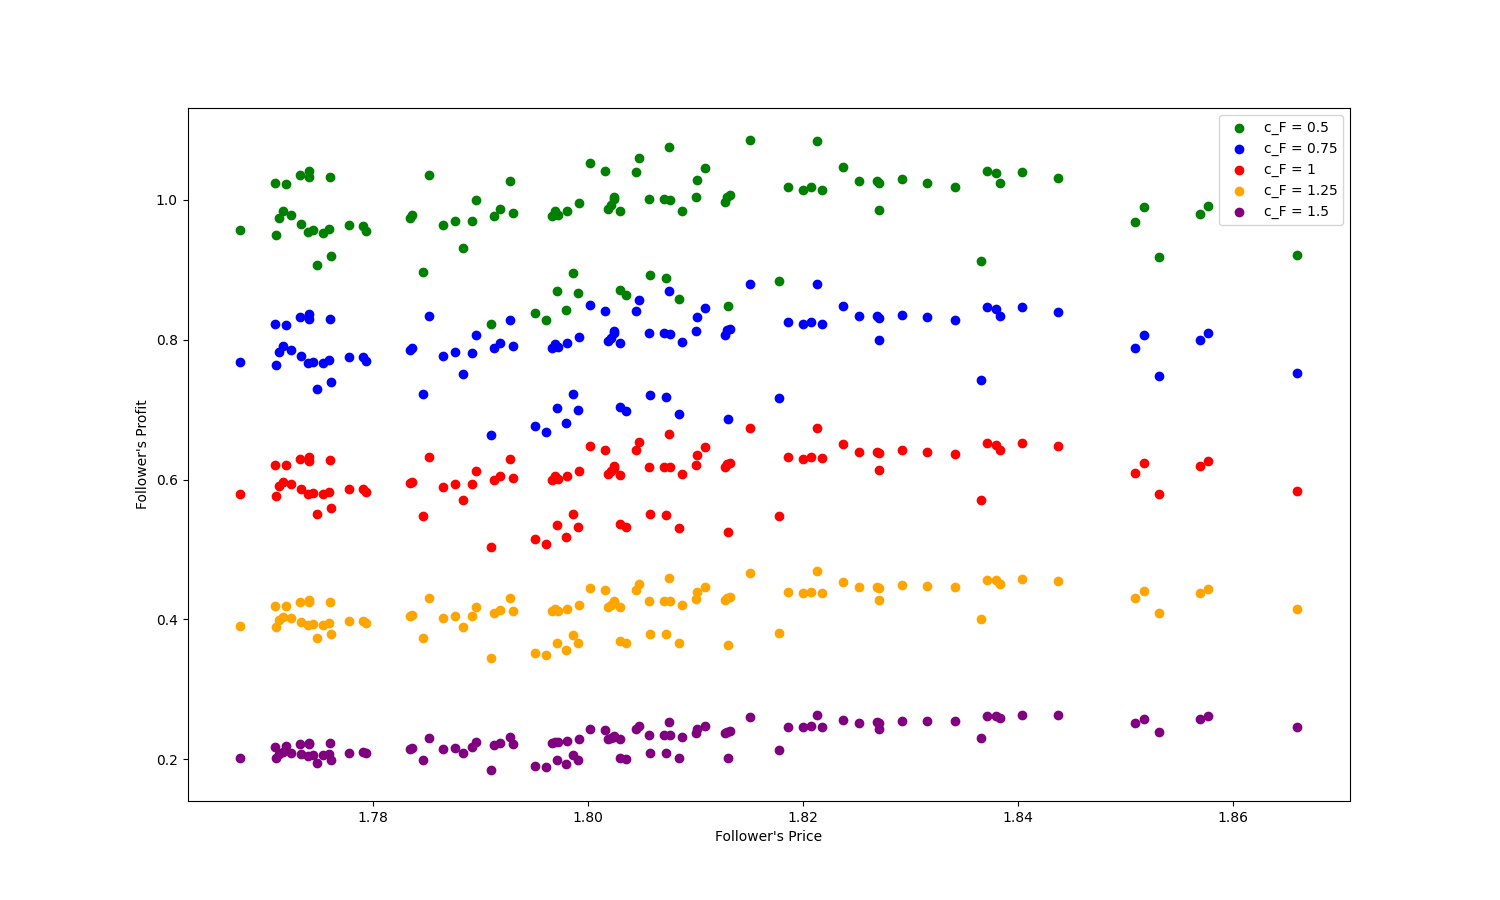 c_F = 0.5
c_F = 0.75
c_F = 1
c_F = 1.25
c_F = 1.5
1.0
0.8
0.6
0.4
0.2
Follower's Profit
1.78 1.80 1.82 1.84 1.86
Follower's Price